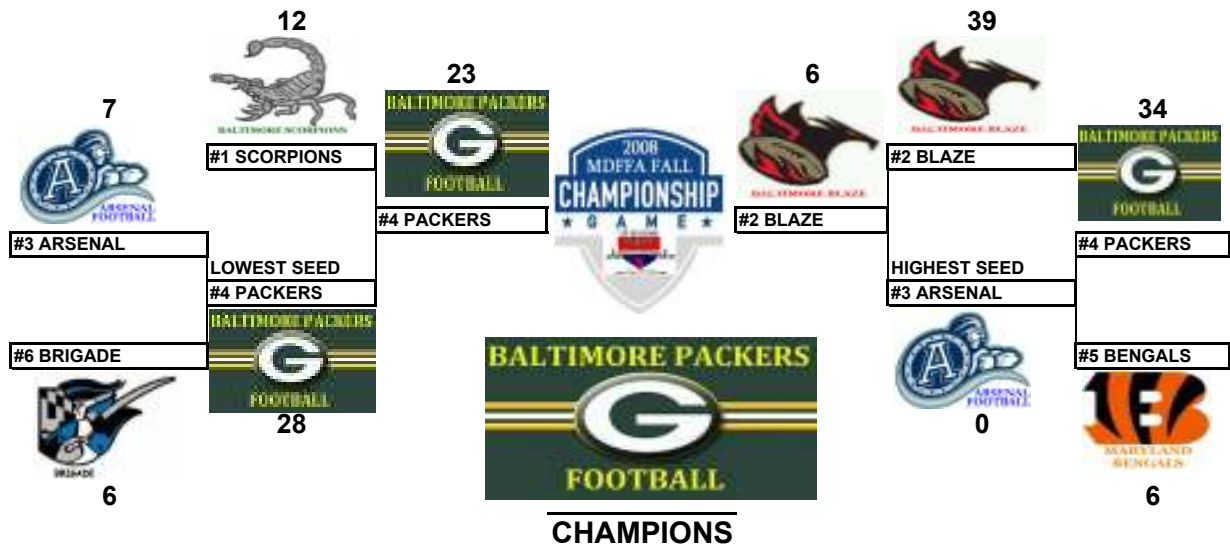 12
39
23
6
7
34
BALTIMORE SCORPIONS
BALTIMORE PACKERS
G
FOOTBALL
BALTIMORE BLAZE
BALTIMORE BLAZE
BALTIMORE PACKERS
G
FOOTBALL
A
ARSENAL
FOOTBALL
2008
MDFFA FALL
CHAMPIONSHIP
★ G A M E ★
#1 SCORPIONS
#2 BLAZE
#4 PACKERS
#2 BLAZE
#3 ARSENAL
#4 PACKERS
LOWEST SEED
#4 PACKERS
HIGHEST SEED
#3 ARSENAL
BALTIMORE PACKERS
G
FOOTBALL
28
#6 BRIGADE
BRIGADE
6
BALTIMORE PACKERS
G
FOOTBALL
A
ARSENAL
FOOTBALL
0
#5 BENGALS
B
MARYLAND
BENGALS
6
CHAMPIONS